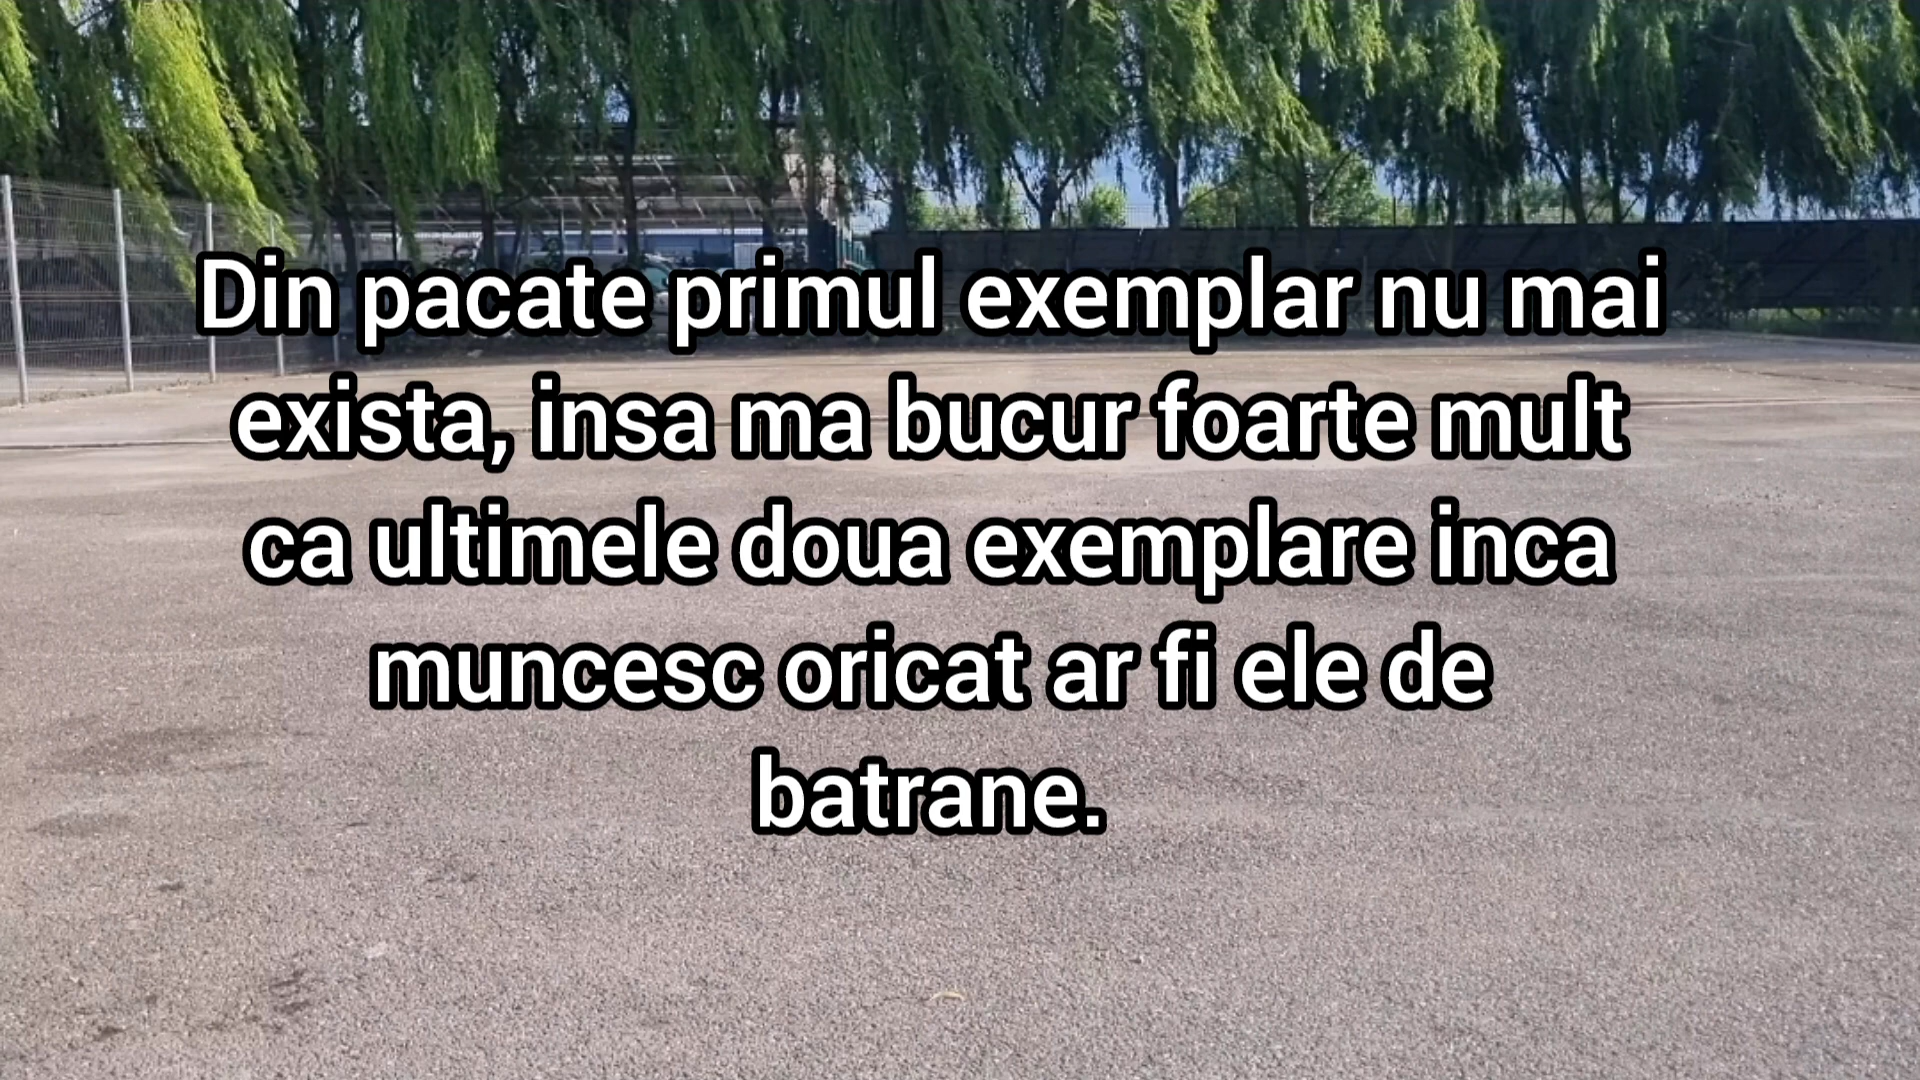 Din pacate primul exemplar nu mai
exista, insa ma bucur foarte mult
ca ultimele doua exemplare inca
muncesc oricat ar fi ele de
batrane.